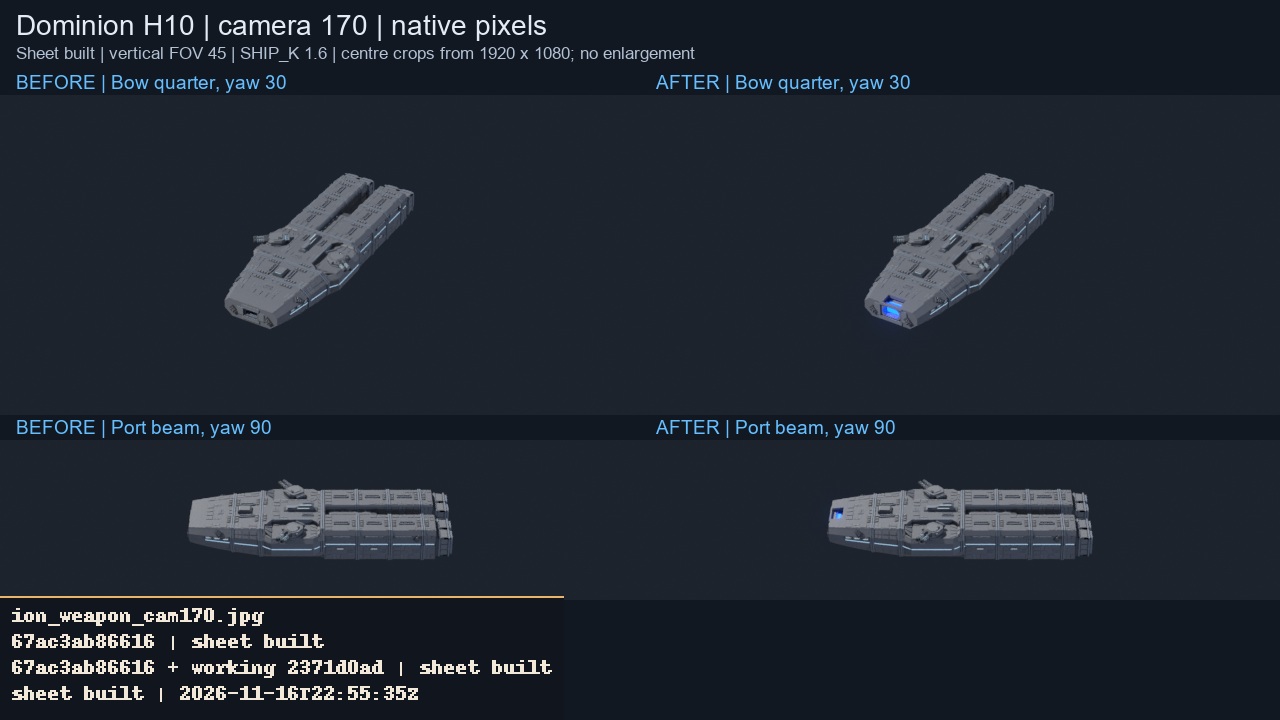 Dominion H10 | camera 170 | native pixels
Sheet built | vertical FOV 45 | SHIP_K 1.6 | centre crops from 1920 x 1080; no enlargement
BEFORE | Bow quarter, yaw 30
AFTER | Bow quarter, yaw 30
BEFORE | Port beam, yaw 90
AFTER | Port beam, yaw 90
ion_weapon_cam170.jpg
67ac3ab86616 | sheet built
67ac3ab86616 + working 2371d0ad | sheet built
sheet built | 2026-11-16T22:55:35Z